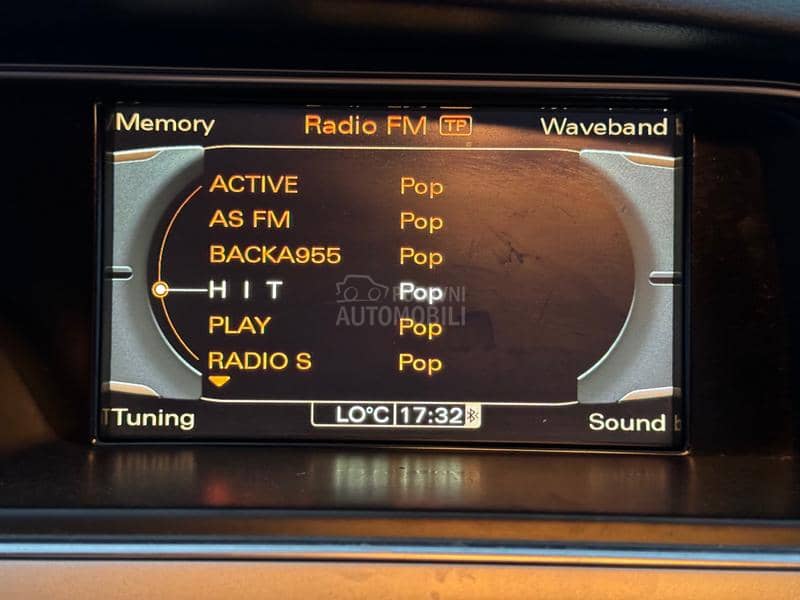 Memory Radio FM TP Waveband
ACTIVE Pop
AS FM Pop
BACKA955 Pop
H I T Pop
PLAY Pop
RADIO S Pop
Tuning LO°C 17:32 Sound
AUTOMOBILI